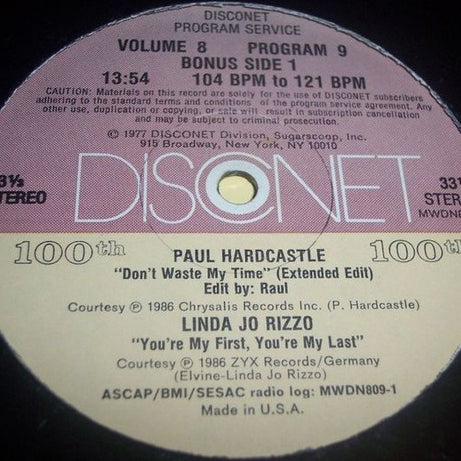 DISCONET
PROGRAM SERVICE
VOLUME 8 PROGRAM 9
BONUS SIDE 1
13:54 104 BPM to 121 BPM
CAUTION: Materials on this record are solely for the use of DISCONET subscribers
adhering to the standard terms and conditions of the program service agreement. Any
other use, duplication or copying, or sale will result in subscription cancellation
and may be subject to criminal prosecution.
© 1977 DISCONET Division, Sugarscoop, Inc.
915 Broadway, New York, NY 10010
3⅓ 331
STEREO STER
MWDN8
DISCONET
100th 100th
PAUL HARDCASTLE
"Don't Waste My Time" (Extended Edit)
Edit by: Raul
Courtesy ℗ 1986 Chrysalis Records Inc. (P. Hardcastle)
LINDA JO RIZZO
"You're My First, You're My Last"
Courtesy ℗ 1986 ZYX Records/Germany
(Elvine-Linda Jo Rizzo)
ASCAP/BMI/SESAC radio log: MWDN809-1
Made in U.S.A.